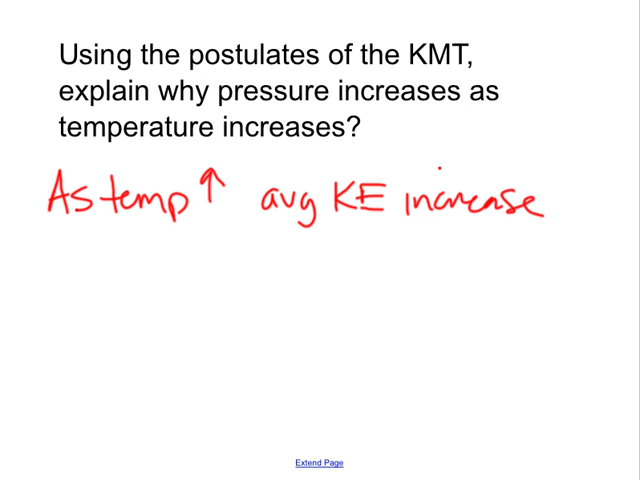 Using the postulates of the KMT,
explain why pressure increases as
temperature increases?
As temp ↑ avg KE increase
Extend Page